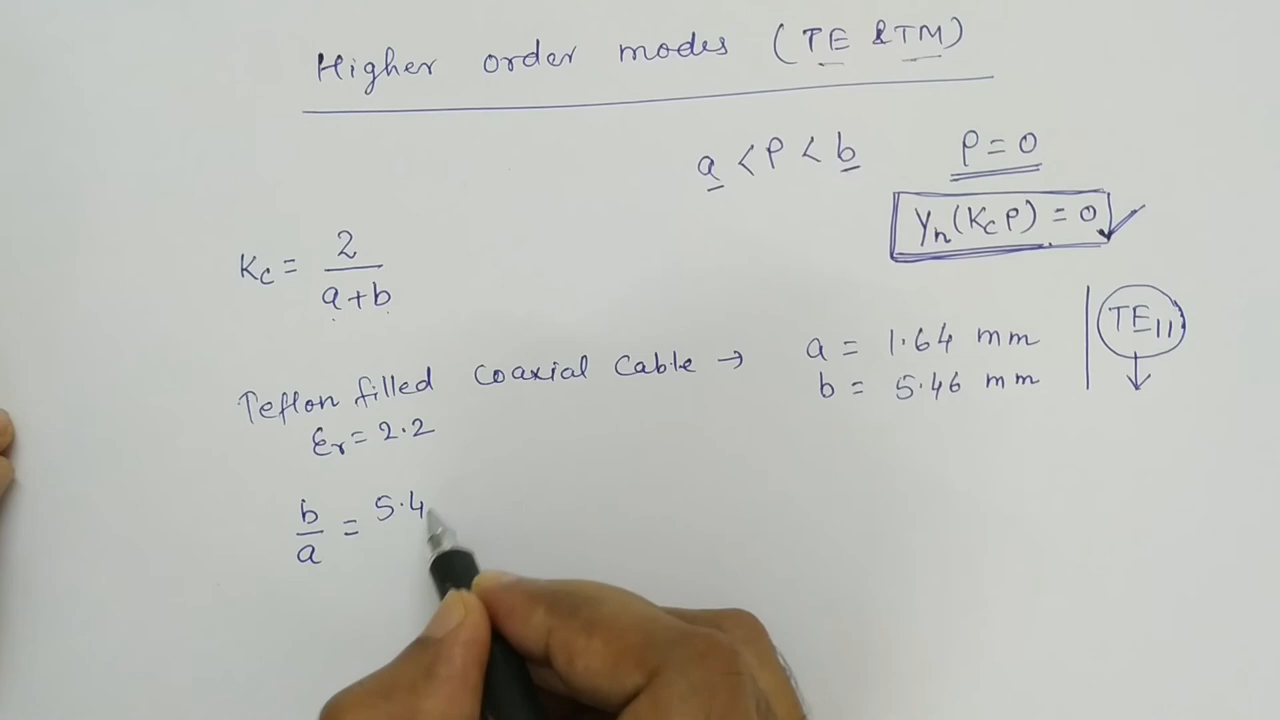 Higher order modes (TE & TM)
a < ρ < b ρ = 0
Yn(Kcρ) = 0
Kc = 2/(a+b)
Teflon filled coaxial cable → a = 1.64 mm TE11
εr = 2.2 b = 5.46 mm
b/a = 5.4